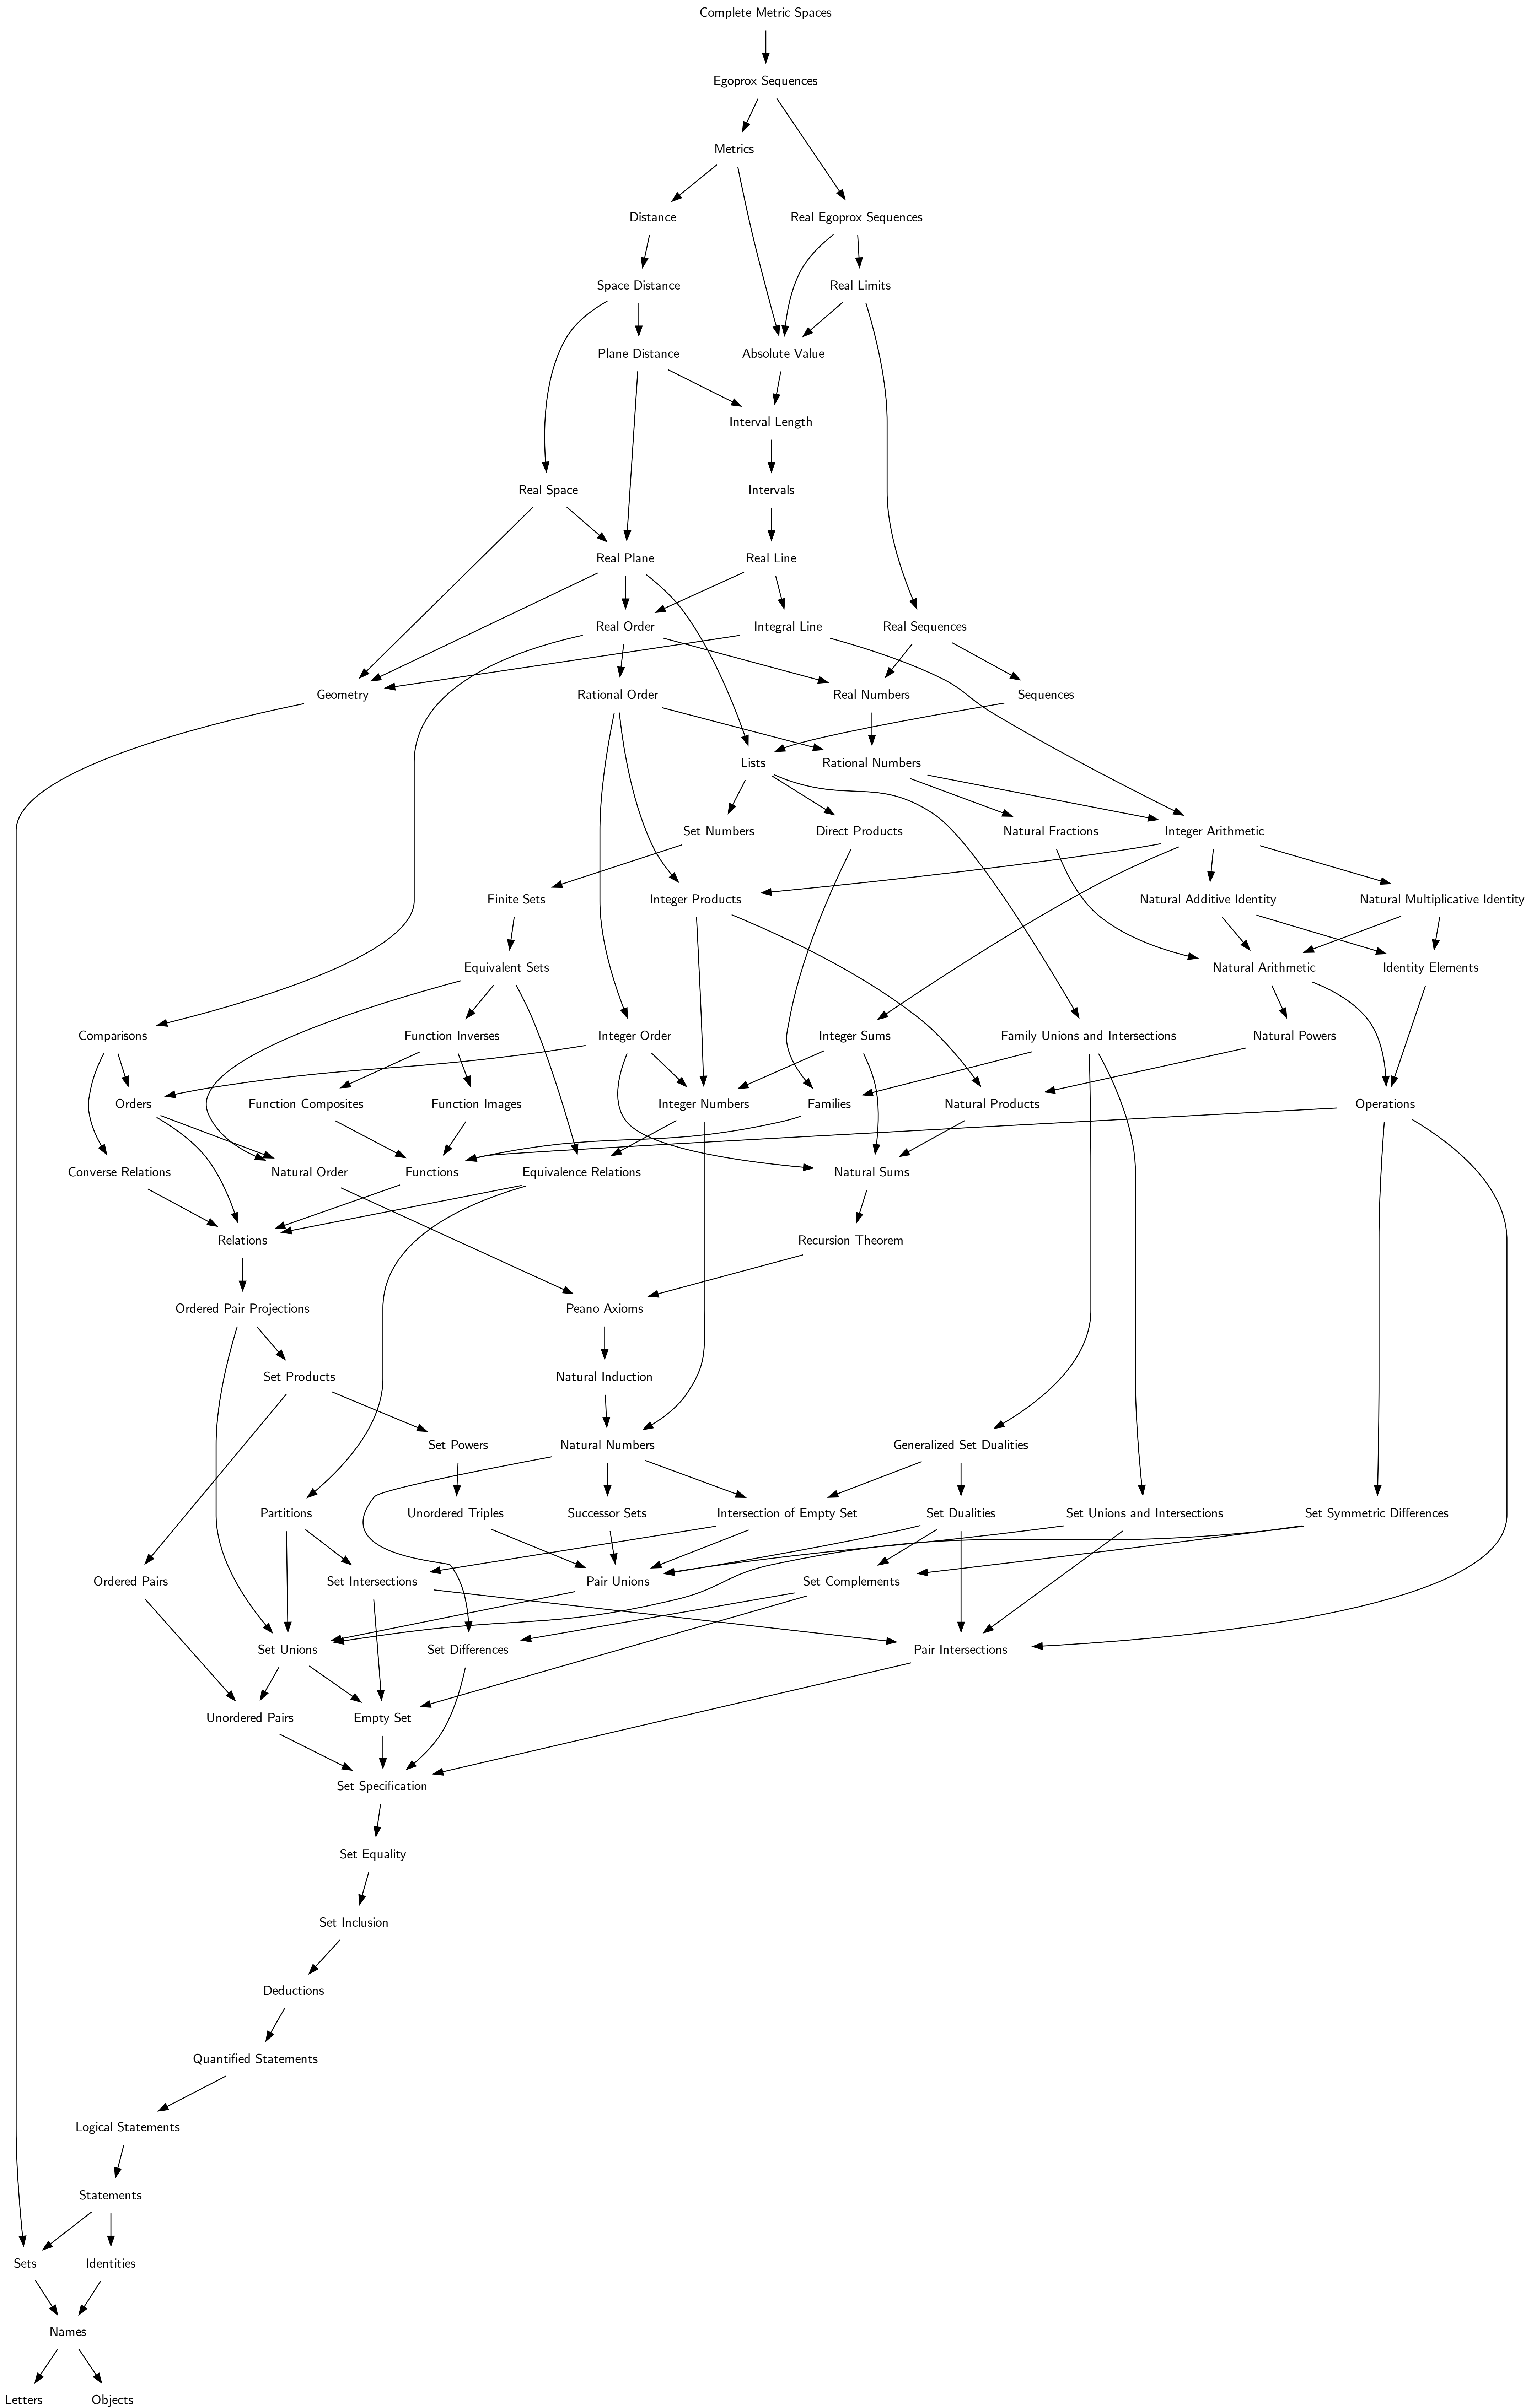 Complete Metric Spaces
Egoprox Sequences
Metrics
Distance
Real Egoprox Sequences
Space Distance
Real Limits
Plane Distance
Absolute Value
Interval Length
Real Space
Intervals
Real Plane
Real Line
Real Order
Integral Line
Real Sequences
Geometry
Rational Order
Real Numbers
Sequences
Lists
Rational Numbers
Set Numbers
Direct Products
Natural Fractions
Integer Arithmetic
Finite Sets
Integer Products
Natural Additive Identity
Natural Multiplicative Identity
Equivalent Sets
Natural Arithmetic
Identity Elements
Comparisons
Function Inverses
Integer Order
Integer Sums
Family Unions and Intersections
Natural Powers
Orders
Function Composites
Function Images
Integer Numbers
Families
Natural Products
Operations
Converse Relations
Natural Order
Functions
Equivalence Relations
Natural Sums
Relations
Recursion Theorem
Ordered Pair Projections
Peano Axioms
Set Products
Natural Induction
Set Powers
Natural Numbers
Generalized Set Dualities
Partitions
Unordered Triples
Successor Sets
Intersection of Empty Set
Set Dualities
Set Unions and Intersections
Set Symmetric Differences
Ordered Pairs
Set Intersections
Pair Unions
Set Complements
Set Unions
Set Differences
Pair Intersections
Unordered Pairs
Empty Set
Set Specification
Set Equality
Set Inclusion
Deductions
Quantified Statements
Logical Statements
Statements
Sets
Identities
Names
Letters
Objects